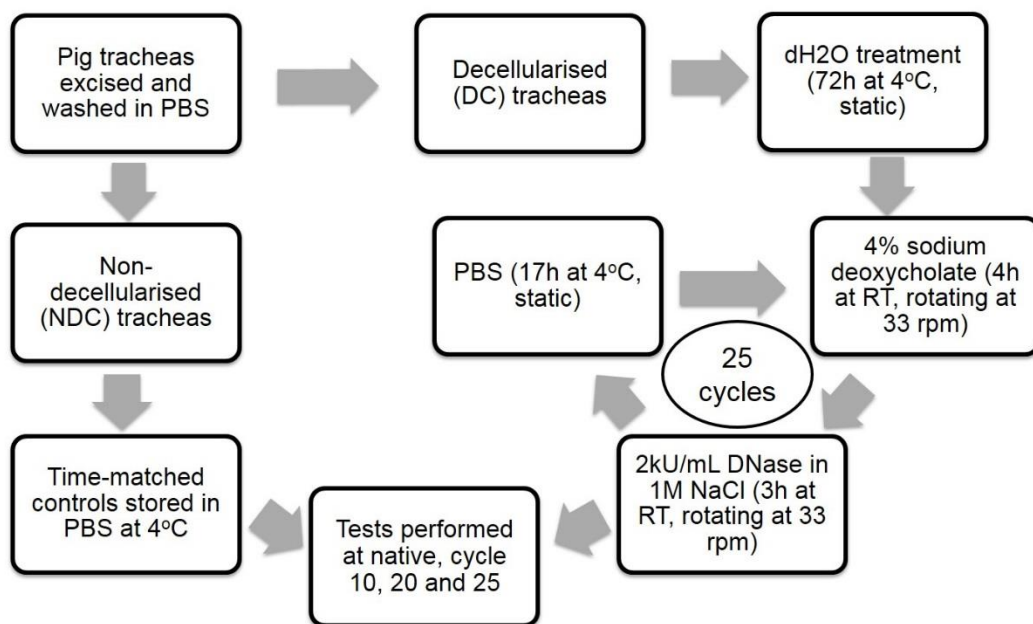 Pig tracheas
excised and
washed in PBS
Decellularised
(DC) tracheas
dH2O treatment
(72h at 4oC,
static)
Non-
decellularised
(NDC) tracheas
PBS (17h at 4oC,
static)
4% sodium
deoxycholate (4h
at RT, rotating at
33 rpm)
25
cycles
Time-matched
controls stored in
PBS at 4oC
Tests performed
at native, cycle
10, 20 and 25
2kU/mL DNase in
1M NaCl (3h at
RT, rotating at 33
rpm)